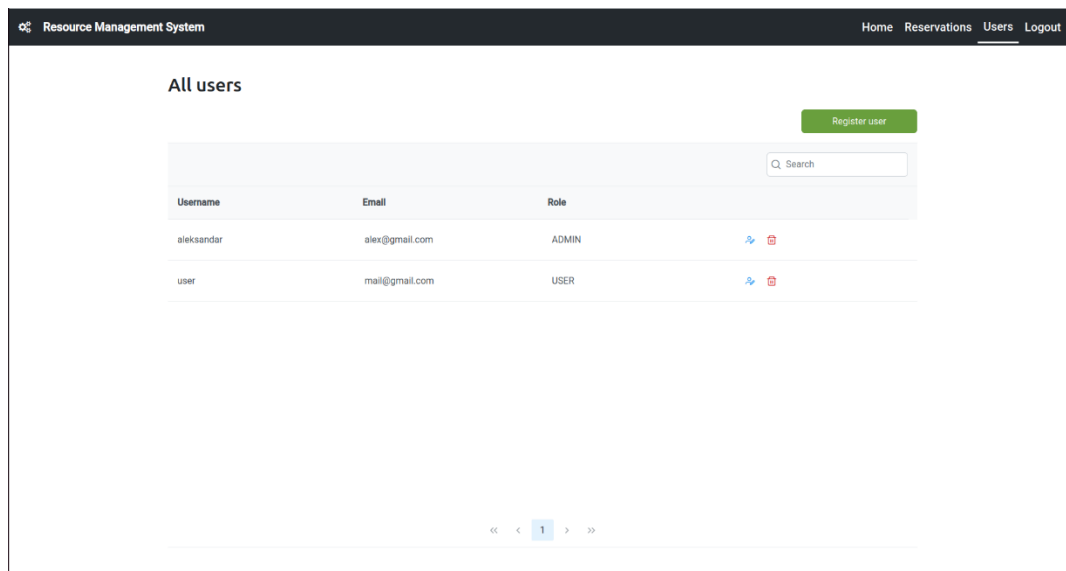 Resource Management System Home Reservations Users Logout
All users
Register user
Search
Username Email Role
aleksandar alex@gmail.com ADMIN
user mail@gmail.com USER
<< < 1 > >>